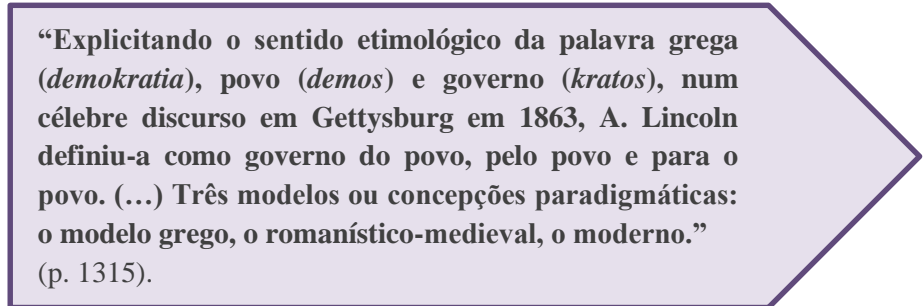 “Explicitando o sentido etimológico da palavra grega
(demokratia), povo (demos) e governo (kratos), num
célebre discurso em Gettysburg em 1863, A. Lincoln
definiu-a como governo do povo, pelo povo e para o
povo. (…) Três modelos ou concepções paradigmáticas:
o modelo grego, o romanístico-medieval, o moderno.”
(p. 1315).